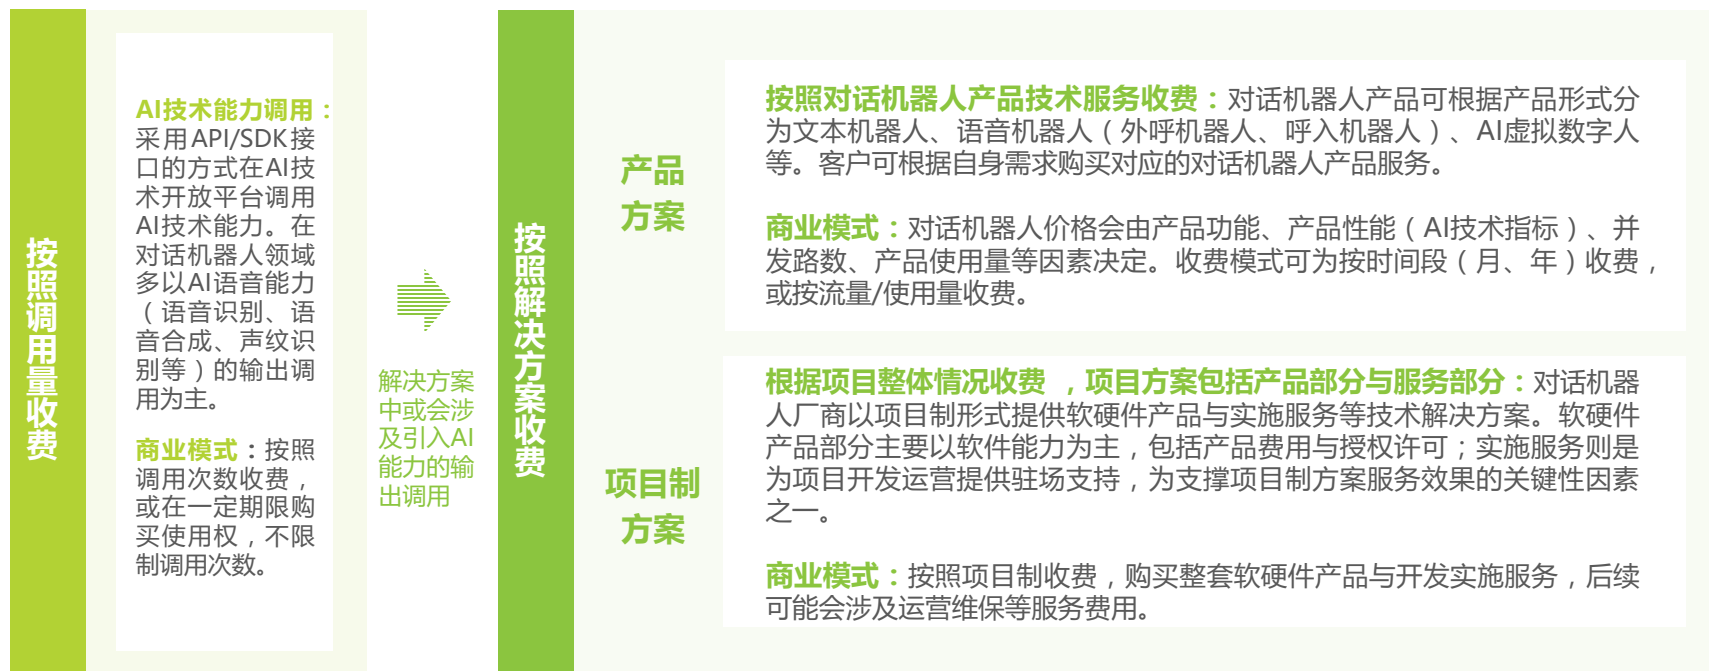 按照调用量收费
AI技术能力调用：
采用API/SDK接
口的方式在AI技
术开放平台调用
AI技术能力。在
对话机器人领域
多以AI语音能力
（语音识别、语
音合成、声纹识
别等）的输出调
用为主。
商业模式：按照
调用次数收费，
或在一定期限购
买使用权，不限
制调用次数。
解决方案
中或会涉
及引入AI
能力的输
出调用
按照解决方案收费
产品
方案
按照对话机器人产品技术服务收费：对话机器人产品可根据产品形式分
为文本机器人、语音机器人（外呼机器人、呼入机器人）、AI虚拟数字人
等。客户可根据自身需求购买对应的对话机器人产品服务。
商业模式：对话机器人价格会由产品功能、产品性能（AI技术指标）、并
发路数、产品使用量等因素决定。收费模式可为按时间段（月、年）收费，
或按流量/使用量收费。
项目制
方案
根据项目整体情况收费 ，项目方案包括产品部分与服务部分：对话机器
人厂商以项目制形式提供软硬件产品与实施服务等技术解决方案。软硬件
产品部分主要以软件能力为主，包括产品费用与授权许可；实施服务则是
为项目开发运营提供驻场支持，为支撑项目制方案服务效果的关键性因素
之一。
商业模式：按照项目制收费，购买整套软硬件产品与开发实施服务，后续
可能会涉及运营维保等服务费用。